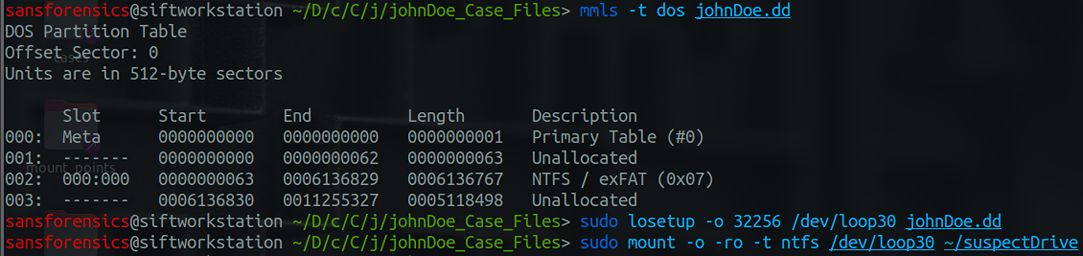 sansforensics@siftworkstation ~/D/c/C/j/johnDoe_Case_Files> mmls -t dos johnDoe.dd
DOS Partition Table
Offset Sector: 0
cases
Units are in 512-byte sectors
Slot Start End Length Description
000: Meta 0000000000 0000000000 0000000001 Primary Table (#0)
001: ------- 0000000000 0000000062 0000000063 Unallocated
mount_points
002: 000:000 0000000063 0006136829 0006136767 NTFS / exFAT (0x07)
003: ------- 0006136830 0011255327 0005118498 Unallocated
sansforensics@siftworkstation ~/D/c/C/j/johnDoe_Case_Files> sudo losetup -o 32256 /dev/loop30 johnDoe.dd
sansforensics@siftworkstation ~/D/c/C/j/johnDoe_Case_Files> sudo mount -o -ro -t ntfs /dev/loop30 ~/suspectDrive